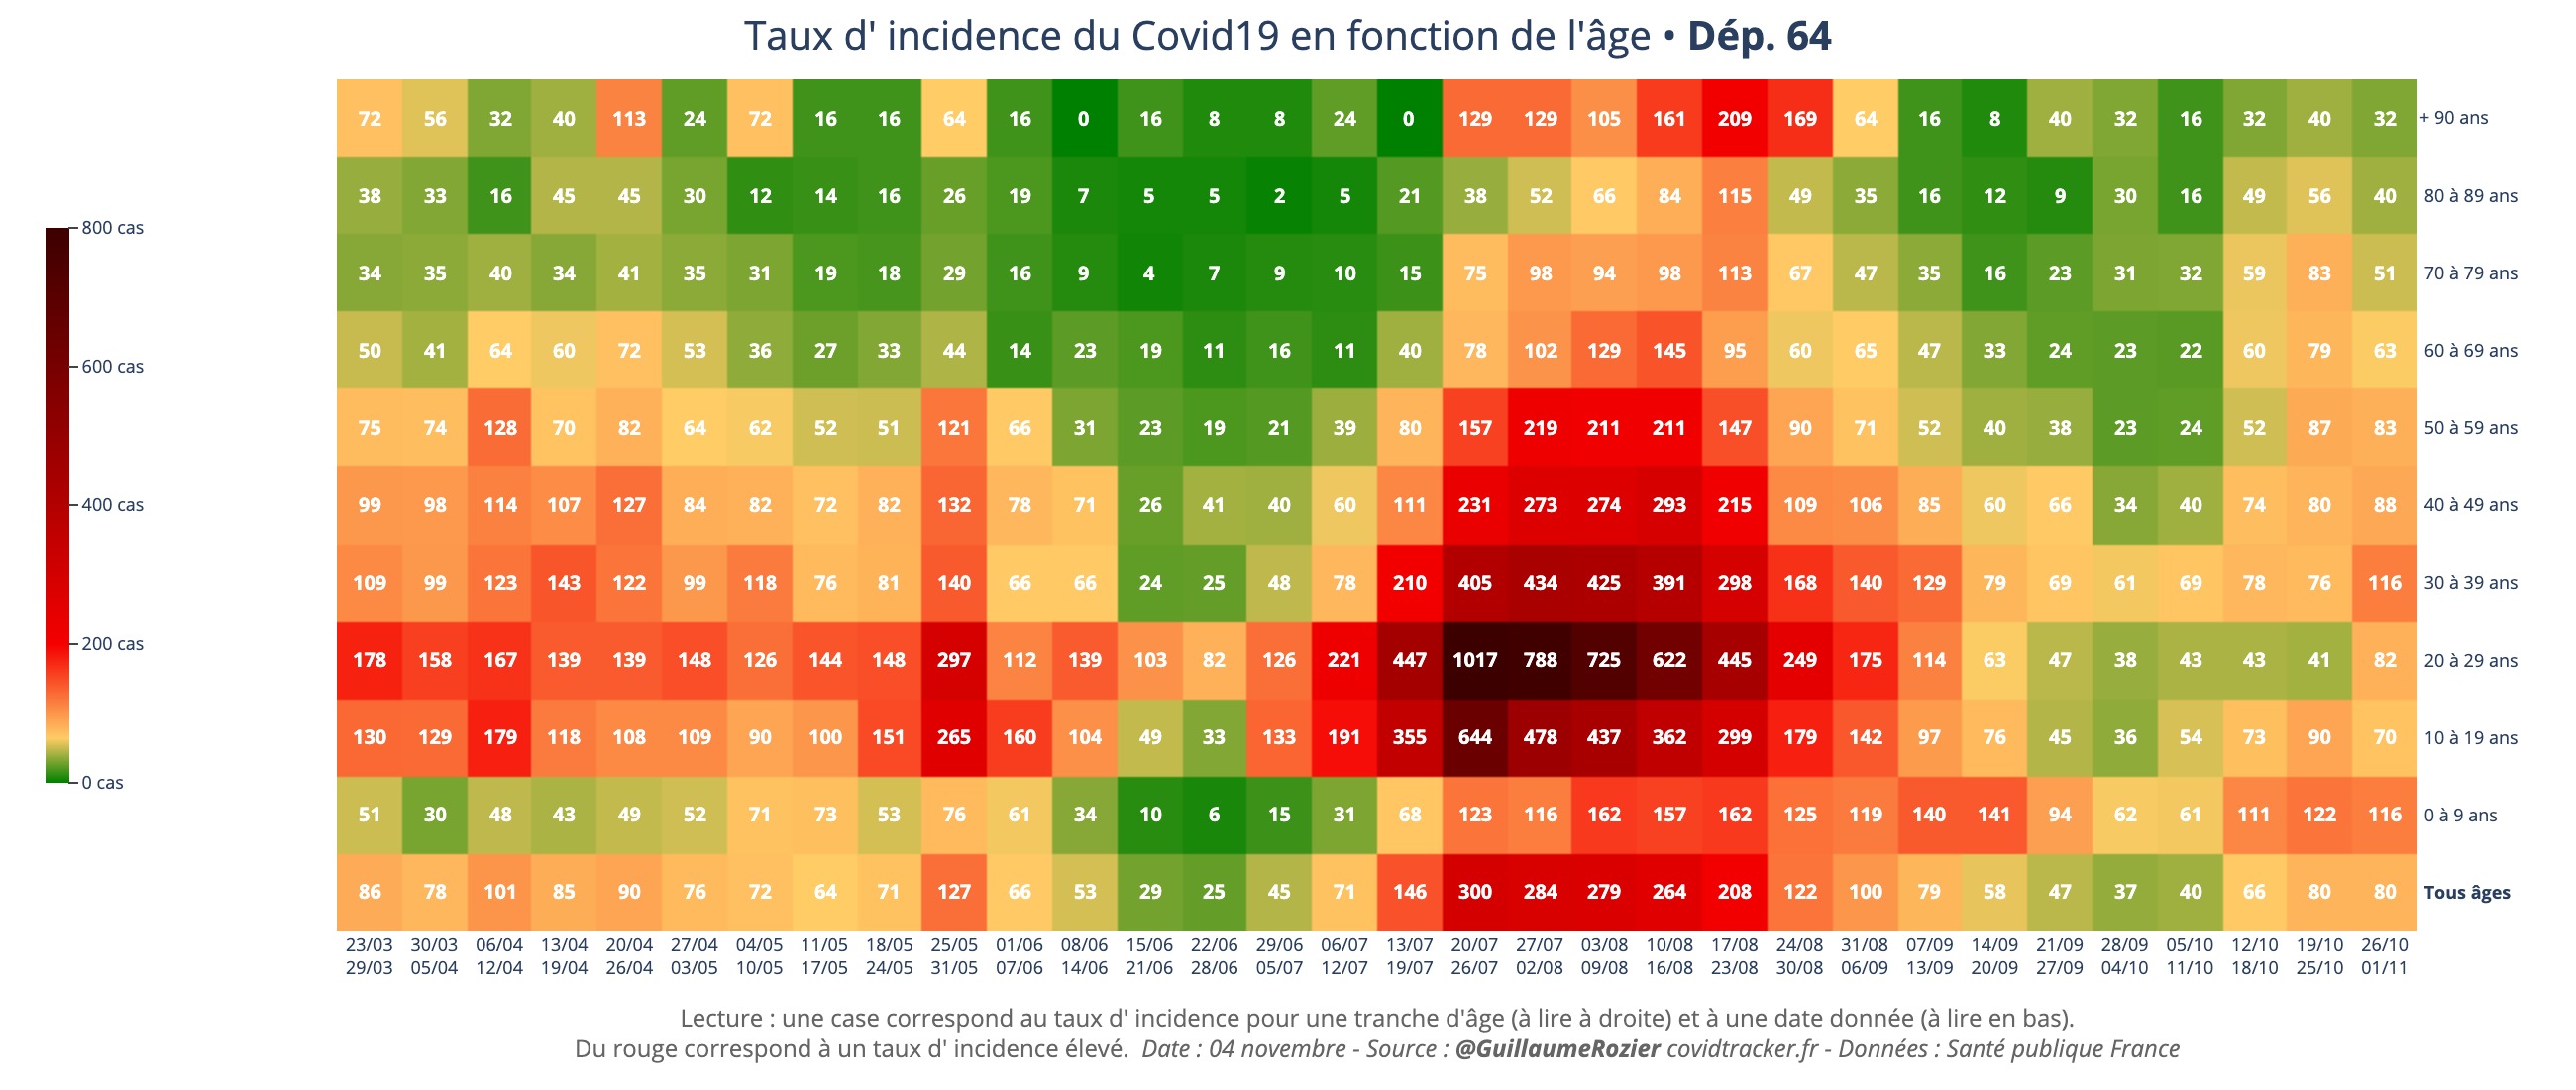 Taux d' incidence du Covid19 en fonction de l'âge • Dép. 64
72 56 32 40 113 24 72 16 16 64 16 0 16 8 8 24 0 129 129 105 161 209 169 64 16 8 40 32 16 32 40 32 + 90 ans
38 33 16 45 45 30 12 14 16 26 19 7 5 5 2 5 21 38 52 66 84 115 49 35 16 12 9 30 16 49 56 40 80 à 89 ans
800 cas
34 35 40 34 41 35 31 19 18 29 16 9 4 7 9 10 15 75 98 94 98 113 67 47 35 16 23 31 32 59 83 51 70 à 79 ans
50 41 64 60 72 53 36 27 33 44 14 23 19 11 16 11 40 78 102 129 145 95 60 65 47 33 24 23 22 60 79 63 60 à 69 ans
600 cas
75 74 128 70 82 64 62 52 51 121 66 31 23 19 21 39 80 157 219 211 211 147 90 71 52 40 38 23 24 52 87 83 50 à 59 ans
400 cas
99 98 114 107 127 84 82 72 82 132 78 71 26 41 40 60 111 231 273 274 293 215 109 106 85 60 66 34 40 74 80 88 40 à 49 ans
109 99 123 143 122 99 118 76 81 140 66 66 24 25 48 78 210 405 434 425 391 298 168 140 129 79 69 61 69 78 76 116 30 à 39 ans
200 cas
178 158 167 139 139 148 126 144 148 297 112 139 103 82 126 221 447 1017 788 725 622 445 249 175 114 63 47 38 43 43 41 82 20 à 29 ans
130 129 179 118 108 109 90 100 151 265 160 104 49 33 133 191 355 644 478 437 362 299 179 142 97 76 45 36 54 73 90 70 10 à 19 ans
0 cas
51 30 48 43 49 52 71 73 53 76 61 34 10 6 15 31 68 123 116 162 157 162 125 119 140 141 94 62 61 111 122 116 0 à 9 ans
86 78 101 85 90 76 72 64 71 127 66 53 29 25 45 71 146 300 284 279 264 208 122 100 79 58 47 37 40 66 80 80 Tous âges
23/03 30/03 06/04 13/04 20/04 27/04 04/05 11/05 18/05 25/05 01/06 08/06 15/06 22/06 29/06 06/07 13/07 20/07 27/07 03/08 10/08 17/08 24/08 31/08 07/09 14/09 21/09 28/09 05/10 12/10 19/10 26/10
29/03 05/04 12/04 19/04 26/04 03/05 10/05 17/05 24/05 31/05 07/06 14/06 21/06 28/06 05/07 12/07 19/07 26/07 02/08 09/08 16/08 23/08 30/08 06/09 13/09 20/09 27/09 04/10 11/10 18/10 25/10 01/11
Lecture : une case correspond au taux d' incidence pour une tranche d'âge (à lire à droite) et à une date donnée (à lire en bas).
Du rouge correspond à un taux d' incidence élevé. Date : 04 novembre - Source : @GuillaumeRozier covidtracker.fr - Données : Santé publique France